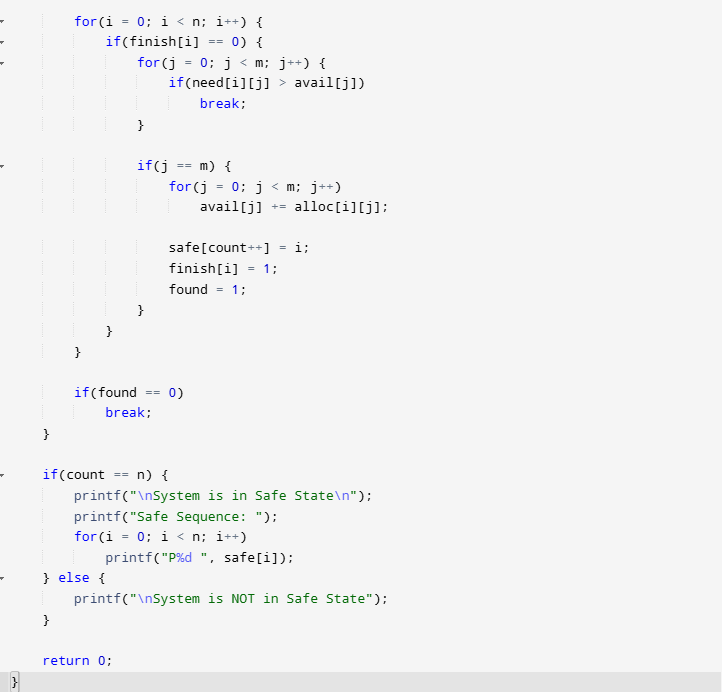 for(i = 0; i < n; i++) {
if(finish[i] == 0) {
for(j = 0; j < m; j++) {
if(need[i][j] > avail[j])
break;
}
if(j == m) {
for(j = 0; j < m; j++)
avail[j] += alloc[i][j];
safe[count++] = i;
finish[i] = 1;
found = 1;
}
}
}
if(found == 0)
break;
}
if(count == n) {
printf("\nSystem is in Safe State\n");
printf("Safe Sequence: ");
for(i = 0; i < n; i++)
printf("P%d ", safe[i]);
} else {
printf("\nSystem is NOT in Safe State");
}
return 0;
}